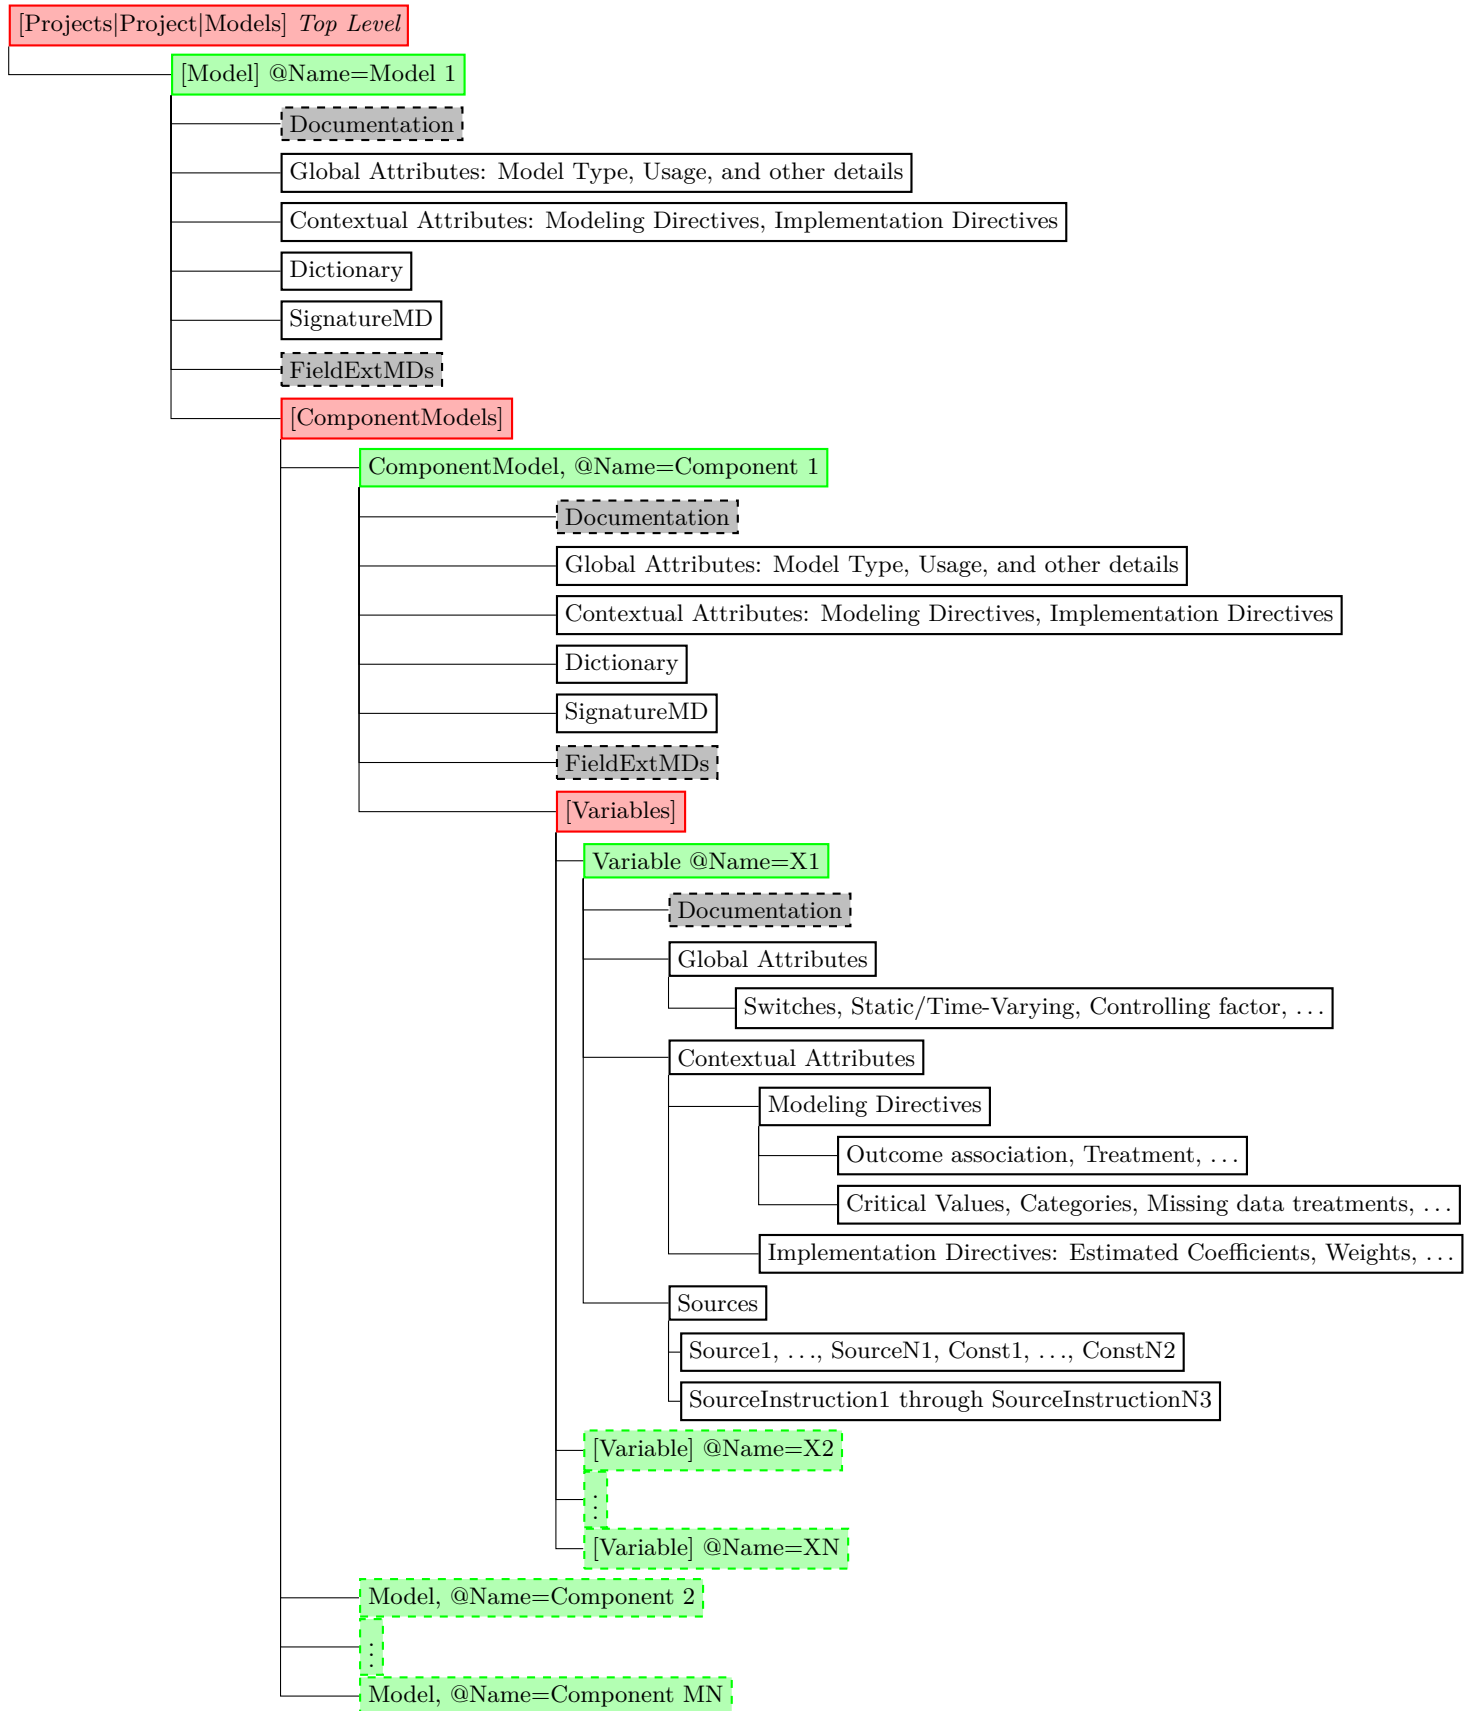 [Projects|Project|Models] Top Level
[Model] @Name=Model 1
Documentation
Global Attributes: Model Type, Usage, and other details
Contextual Attributes: Modeling Directives, Implementation Directives
Dictionary
SignatureMD
FieldExtMDs
[ComponentModels]
ComponentModel, @Name=Component 1
Documentation
Global Attributes: Model Type, Usage, and other details
Contextual Attributes: Modeling Directives, Implementation Directives
Dictionary
SignatureMD
FieldExtMDs
[Variables]
Variable @Name=X1
Documentation
Global Attributes
Switches, Static/Time-Varying, Controlling factor, ...
Contextual Attributes
Modeling Directives
Outcome association, Treatment, ...
Critical Values, Categories, Missing data treatments, ...
Implementation Directives: Estimated Coefficients, Weights, ...
Sources
Source1, ..., SourceN1, Const1, ..., ConstN2
SourceInstruction1 through SourceInstructionN3
[Variable] @Name=X2
⋮
[Variable] @Name=XN
Model, @Name=Component 2
⋮
Model, @Name=Component MN